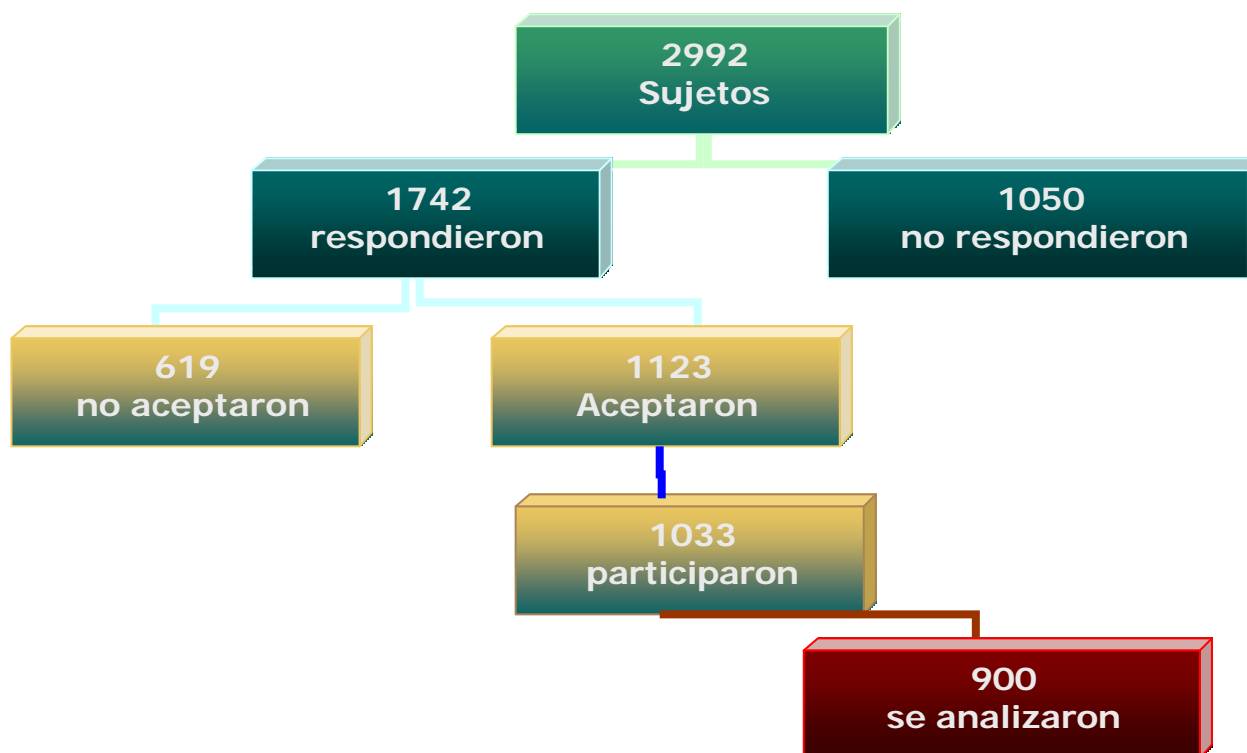 2992
Sujetos
1742
respondieron
1050
no respondieron
619
no aceptaron
1123
Aceptaron
1033
participaron
900
se analizaron